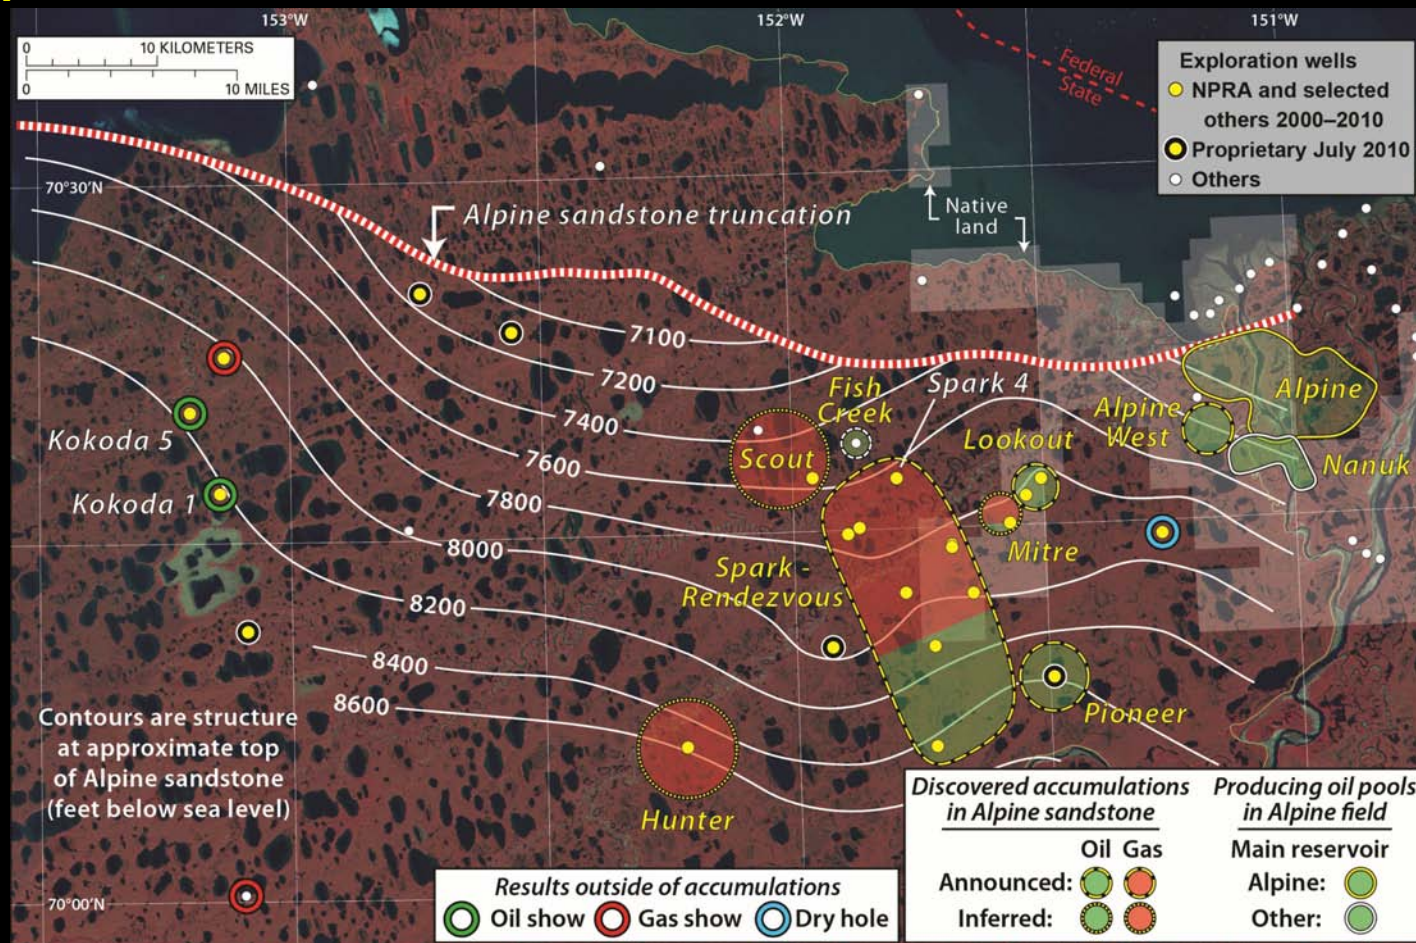 153°W
152°W
151°W
0 10 KILOMETERS
0 10 MILES
Federal
State
Exploration wells
NPRA and selected
others 2000–2010
Proprietary July 2010
Others
70°30'N
Alpine sandstone truncation
Native
land
7100
7200
7400
7600
7800
8000
8200
8400
8600
Fish
Creek
Spark 4
Scout
Lookout
Alpine
West
Alpine
Nanuk
Kokoda 5
Kokoda 1
Mitre
Spark -
Rendezvous
Pioneer
Hunter
Contours are structure
at approximate top
of Alpine sandstone
(feet below sea level)
70°00'N
Results outside of accumulations
Oil show Gas show Dry hole
Discovered accumulations
in Alpine sandstone
Oil Gas
Announced:
Inferred:
Producing oil pools
in Alpine field
Main reservoir
Alpine:
Other: